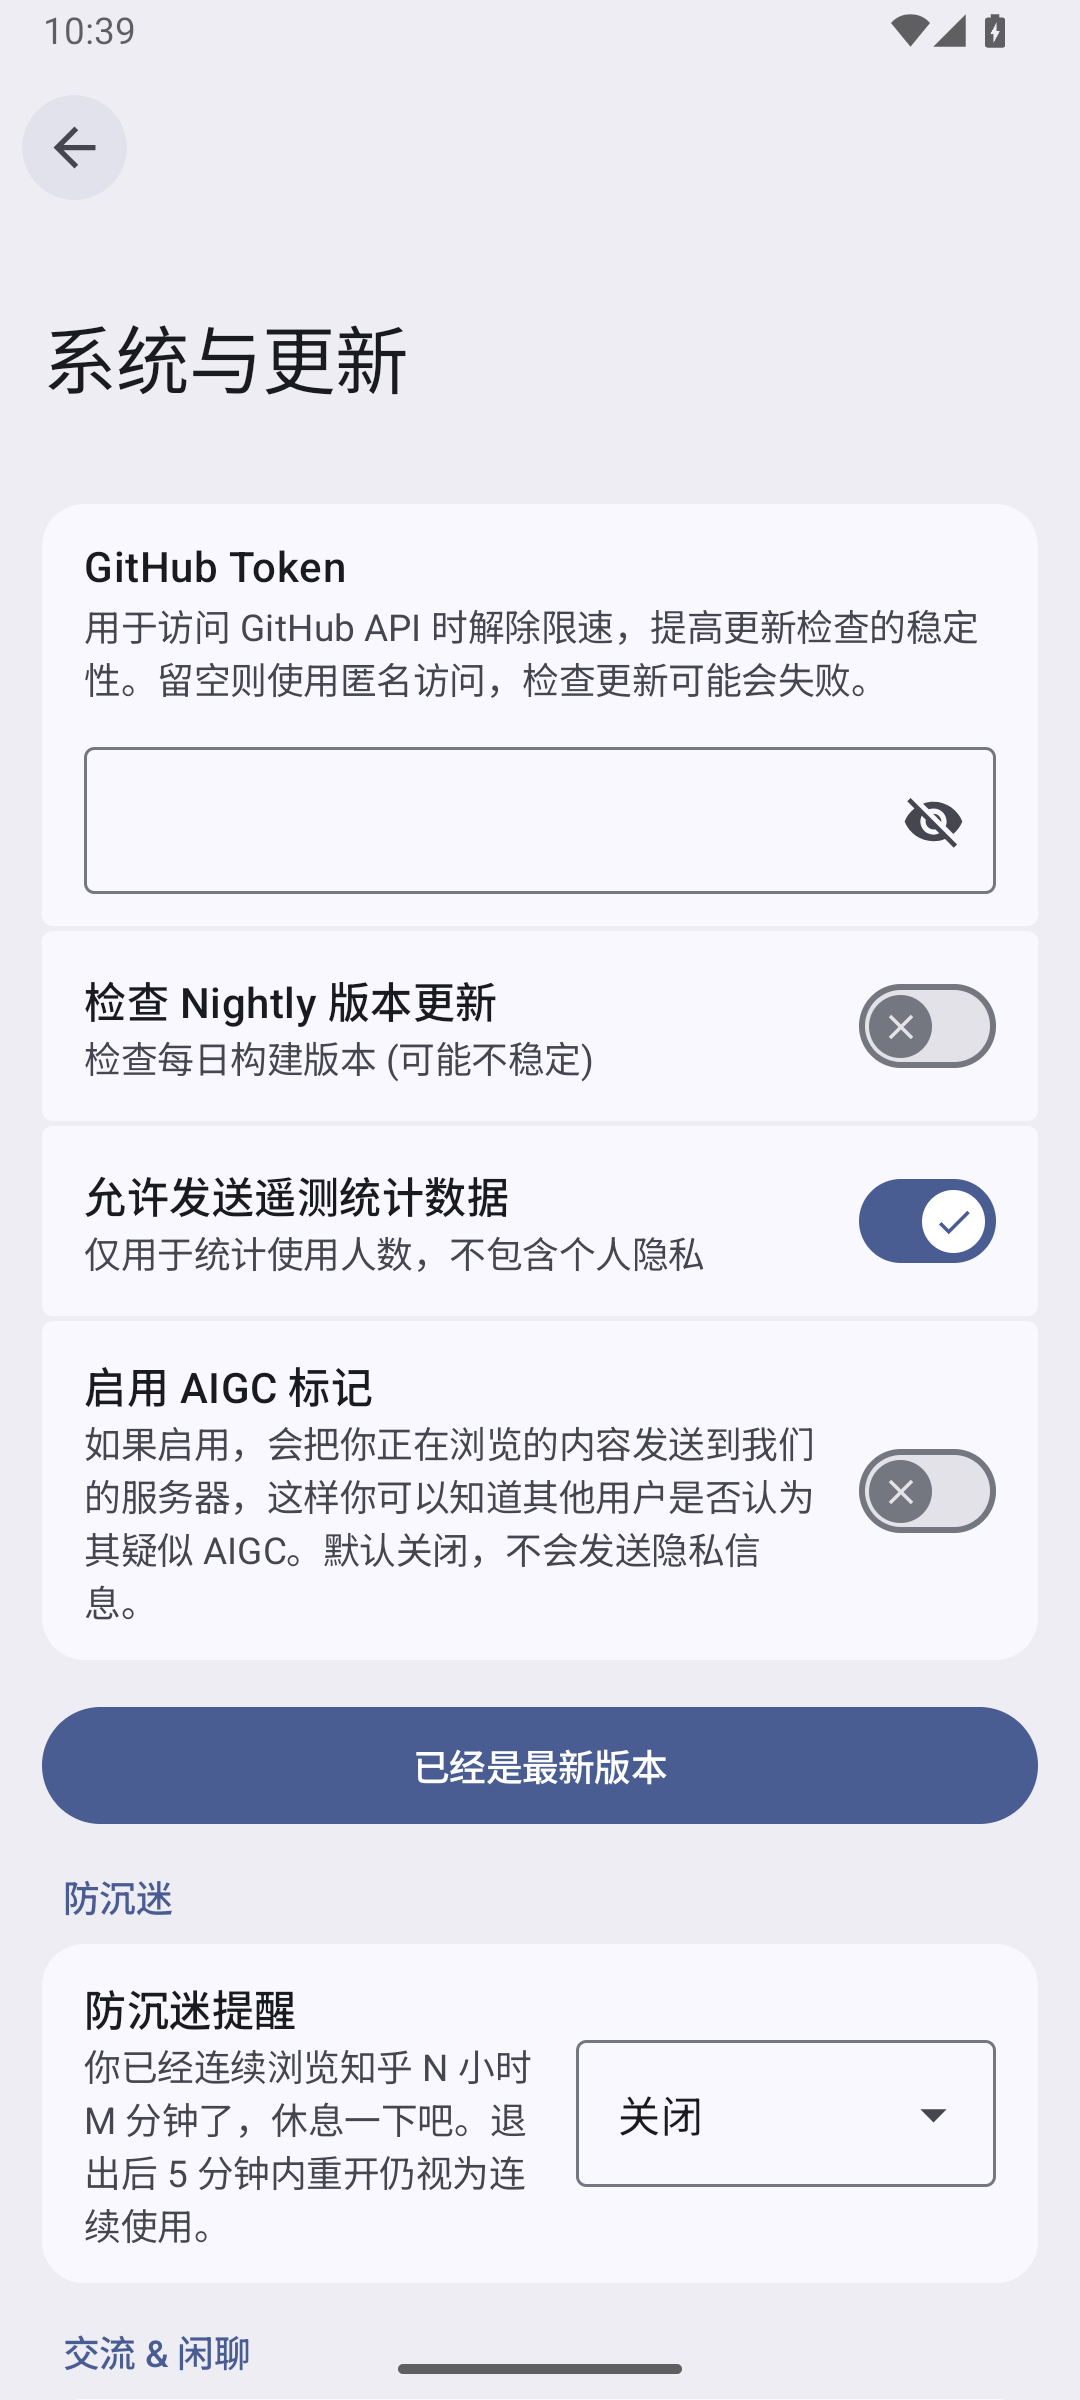 10:39
系统与更新
GitHub Token
用于访问 GitHub API 时解除限速，提高更新检查的稳定
性。留空则使用匿名访问，检查更新可能会失败。
检查 Nightly 版本更新
检查每日构建版本 (可能不稳定)
允许发送遥测统计数据
仅用于统计使用人数，不包含个人隐私
启用 AIGC 标记
如果启用，会把你正在浏览的内容发送到我们
的服务器，这样你可以知道其他用户是否认为
其疑似 AIGC。默认关闭，不会发送隐私信
息。
已经是最新版本
防沉迷
防沉迷提醒
你已经连续浏览知乎 N 小时
M 分钟了，休息一下吧。退
出后 5 分钟内重开仍视为连
续使用。
关闭
交流 & 闲聊